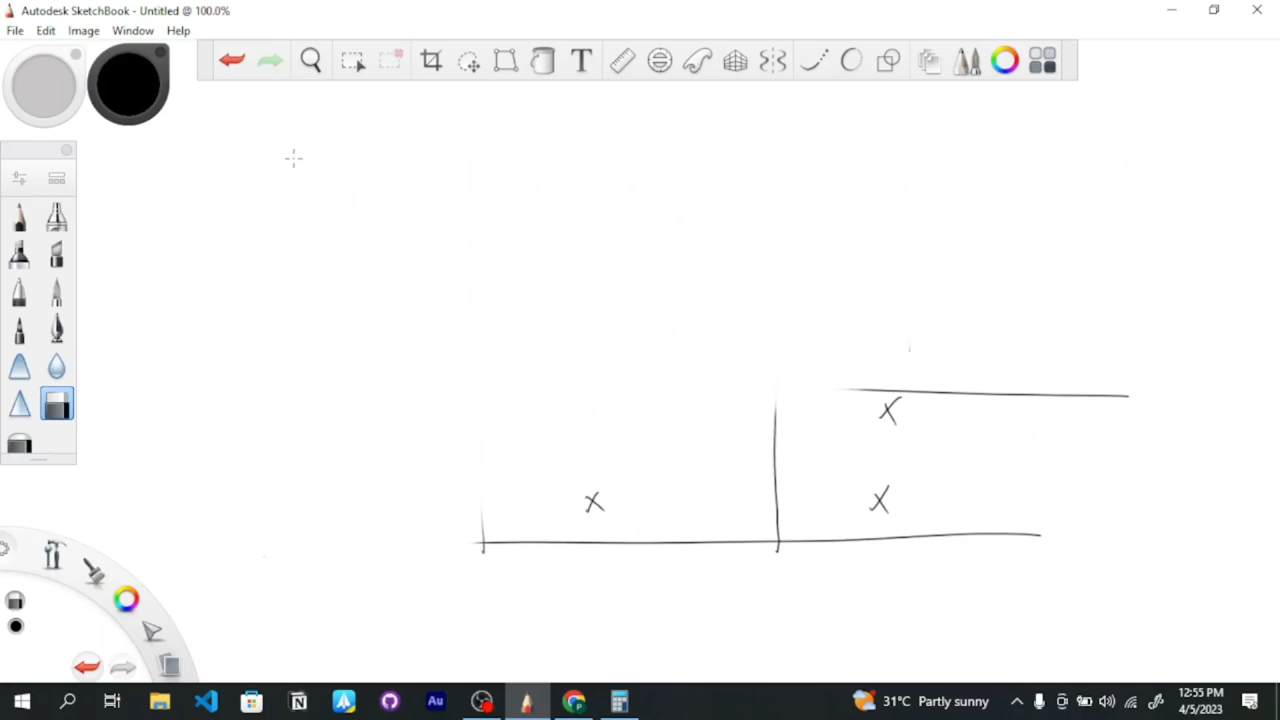 Autodesk SketchBook - Untitled @ 100.0%
File Edit Image Window Help
T
X
X X
Au
P
31°C Partly sunny
12:55 PM
4/5/2023